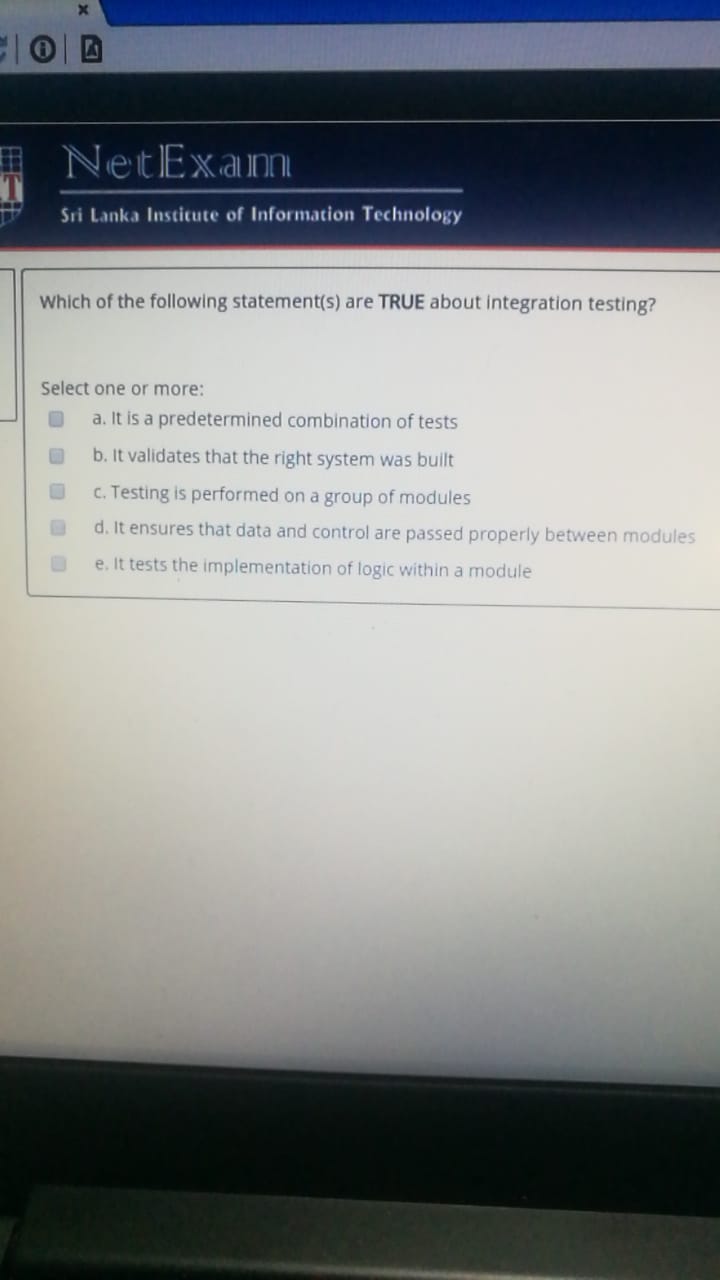 NetExam
T
Sri Lanka Institute of Information Technology
Which of the following statement(s) are TRUE about integration testing?
Select one or more:
a. It is a predetermined combination of tests
b. It validates that the right system was built
c. Testing is performed on a group of modules
d. It ensures that data and control are passed properly between modules
e. It tests the implementation of logic within a module